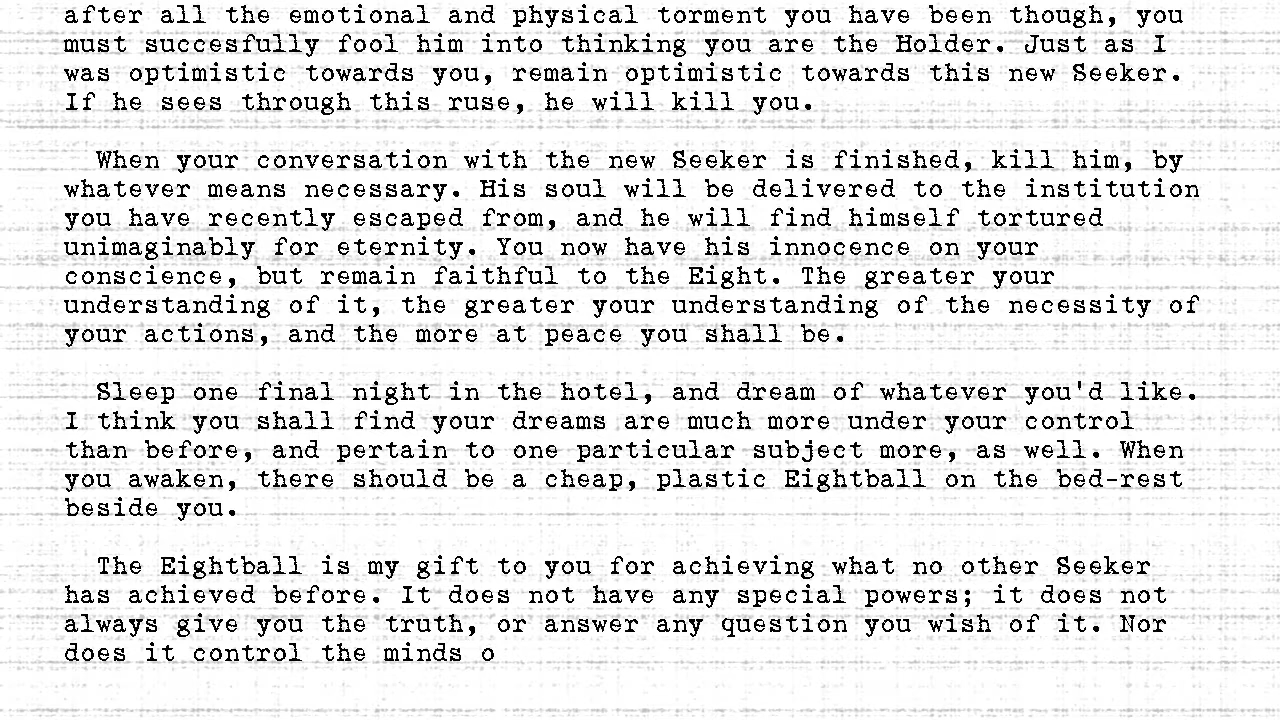 after all the emotional and physical torment you have been though, you
must succesfully fool him into thinking you are the Holder. Just as I
was optimistic towards you, remain optimistic towards this new Seeker.
If he sees through this ruse, he will kill you.
When your conversation with the new Seeker is finished, kill him, by
whatever means necessary. His soul will be delivered to the institution
you have recently escaped from, and he will find himself tortured
unimaginably for eternity. You now have his innocence on your
conscience, but remain faithful to the Eight. The greater your
understanding of it, the greater your understanding of the necessity of
your actions, and the more at peace you shall be.
Sleep one final night in the hotel, and dream of whatever you'd like.
I think you shall find your dreams are much more under your control
than before, and pertain to one particular subject more, as well. When
you awaken, there should be a cheap, plastic Eightball on the bed-rest
beside you.
The Eightball is my gift to you for achieving what no other Seeker
has achieved before. It does not have any special powers; it does not
always give you the truth, or answer any question you wish of it. Nor
does it control the minds o